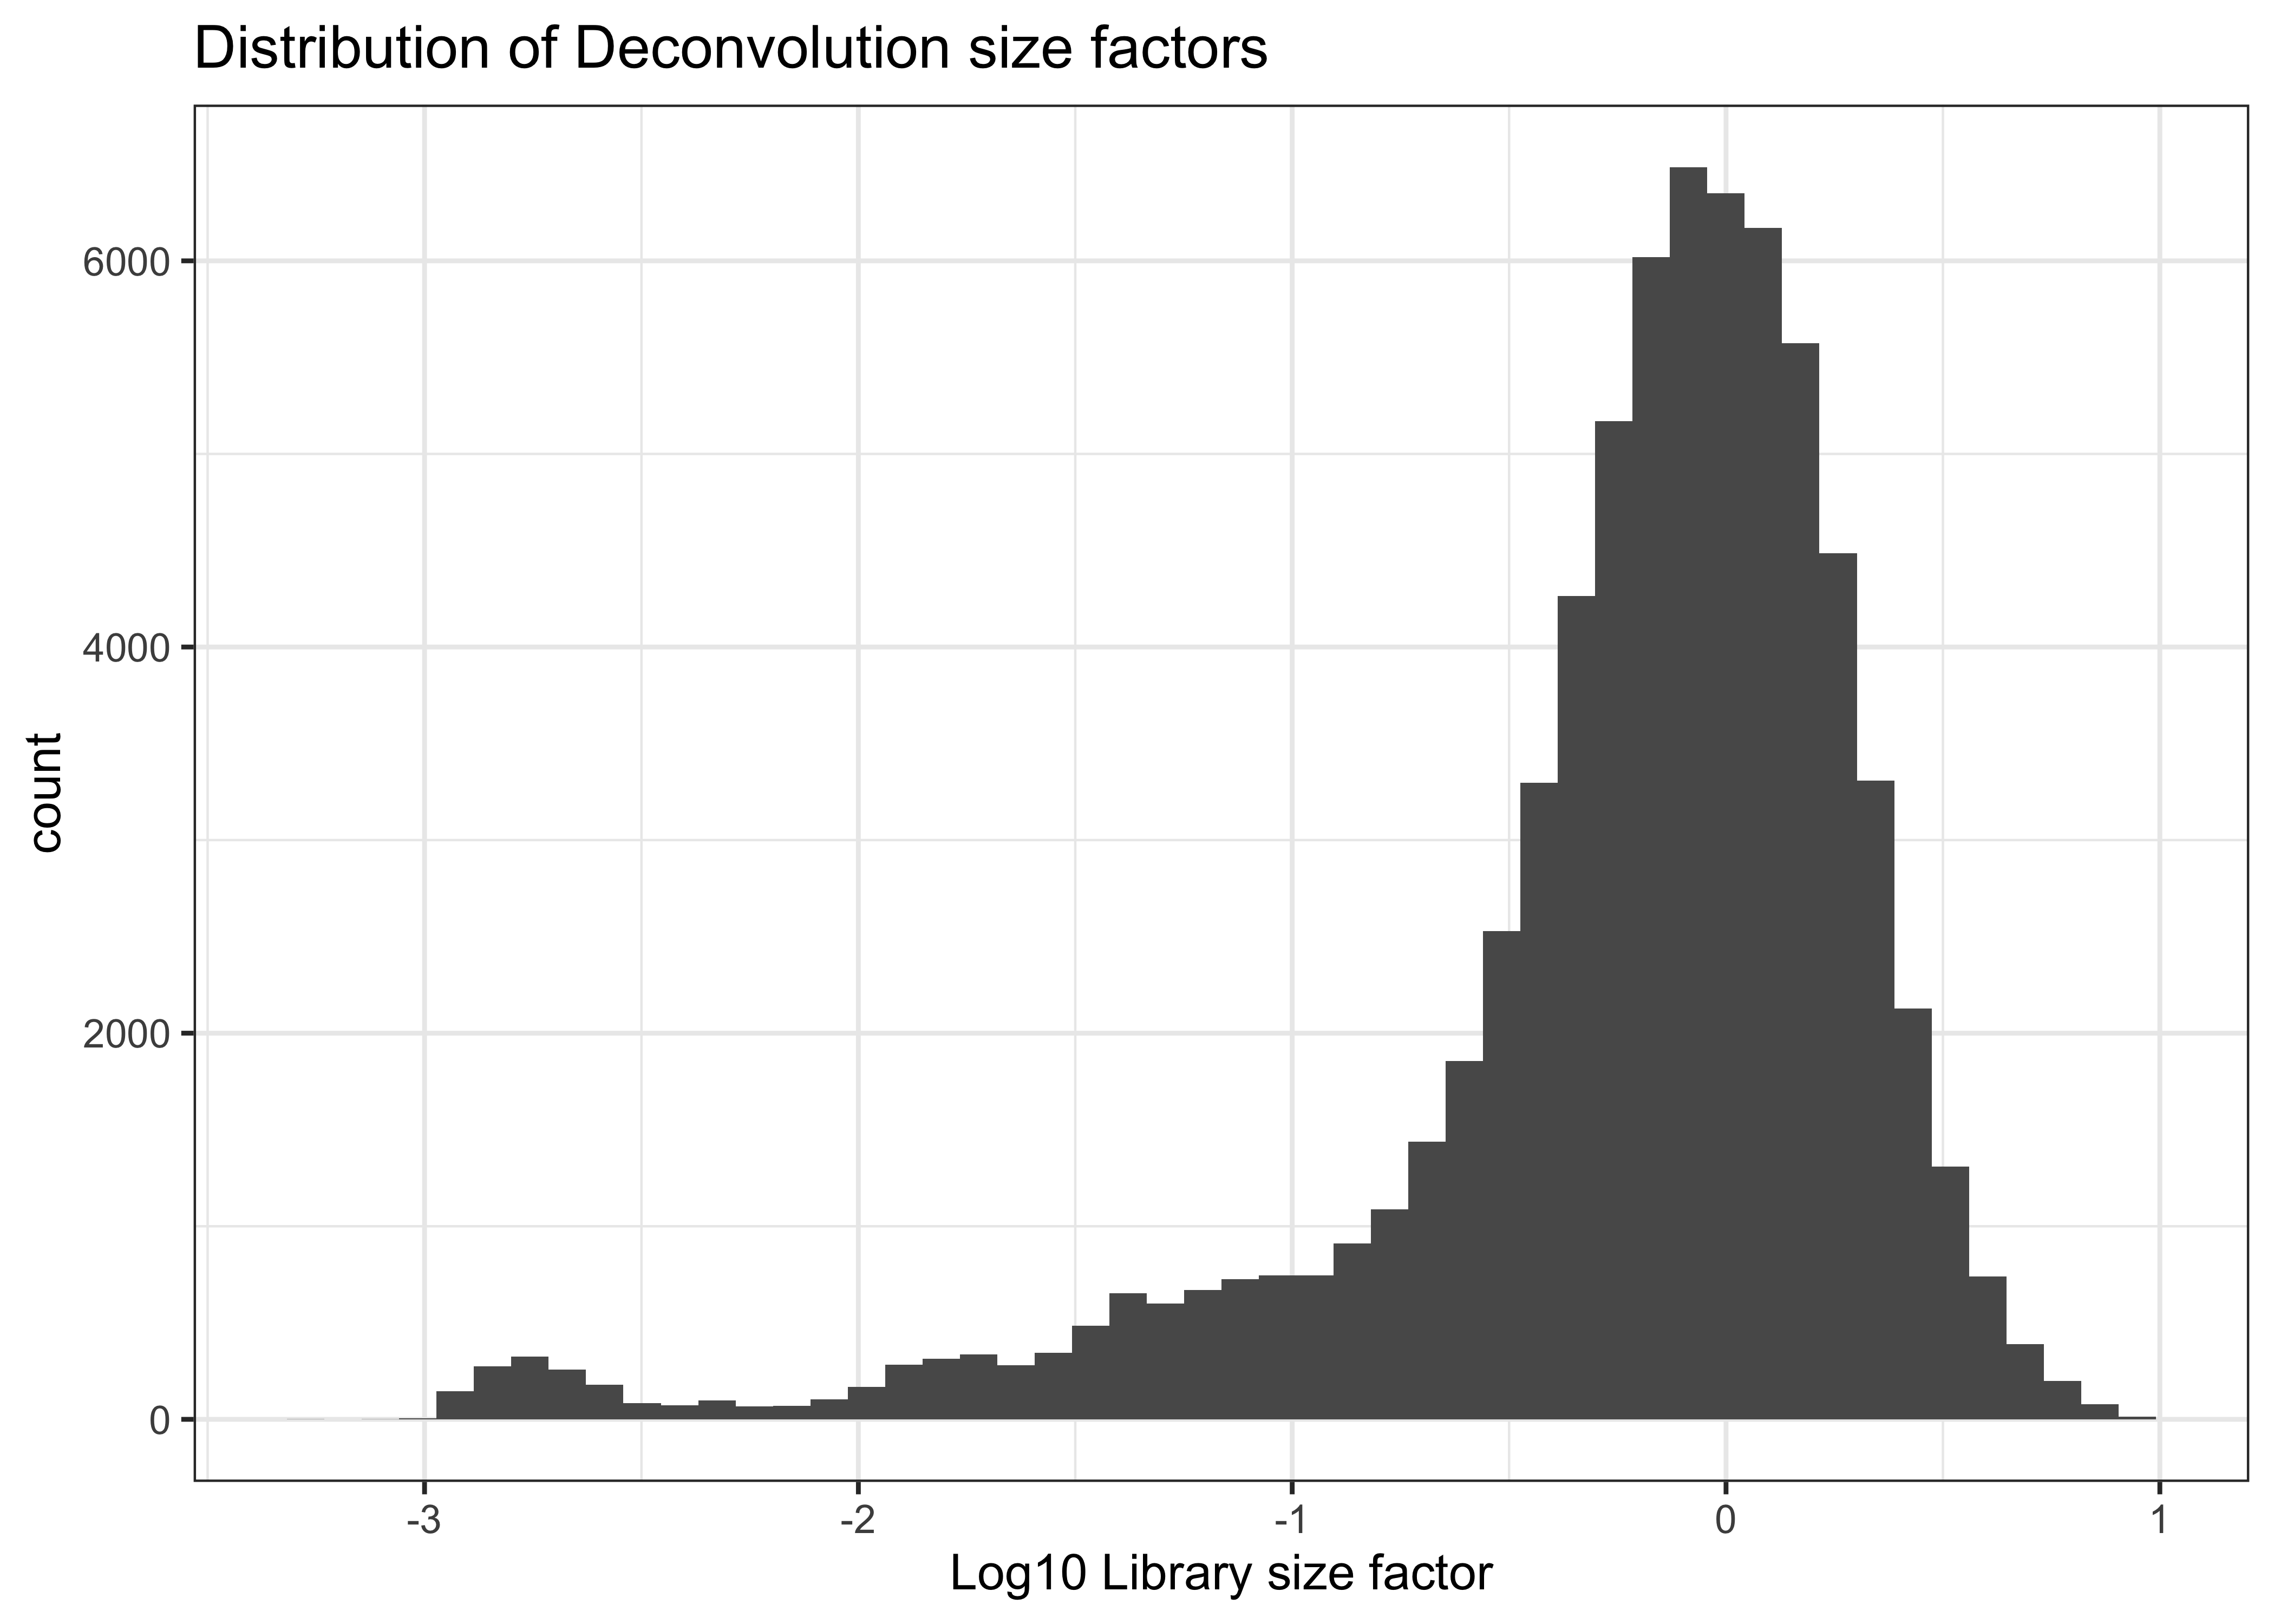 Distribution of Deconvolution size factors
6000
4000
2000
0
count
-3 -2 -1 0 1
Log10 Library size factor